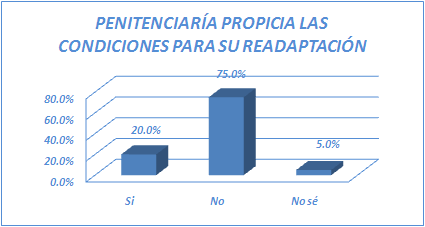 PENITENCIARÍA PROPICIA LAS
CONDICIONES PARA SU READAPTACIÓN
75.0%
80.0%
60.0%
40.0%
20.0%
0.0%
20.0%
5.0%
Sí
No
No sé